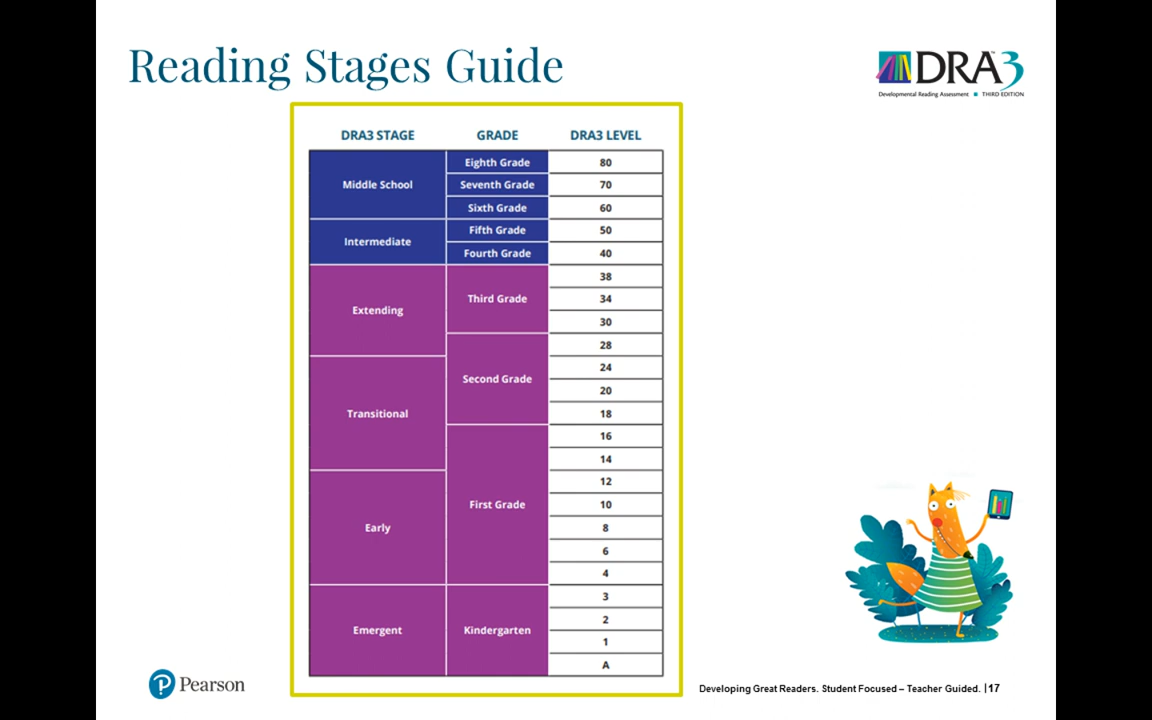 Reading Stages Guide
DRA3
Developmental Reading Assessment ■ THIRD EDITION
DRA3 STAGE GRADE DRA3 LEVEL
Middle School
Eighth Grade 80
Seventh Grade 70
Sixth Grade 60
Intermediate
Fifth Grade 50
Fourth Grade 40
Extending
Third Grade
38
34
30
28
Second Grade
Transitional
24
20
18
16
14
First Grade
Early
12
10
8
6
4
Emergent
Kindergarten
3
2
1
A
Pearson
Developing Great Readers. Student Focused – Teacher Guided. | 17